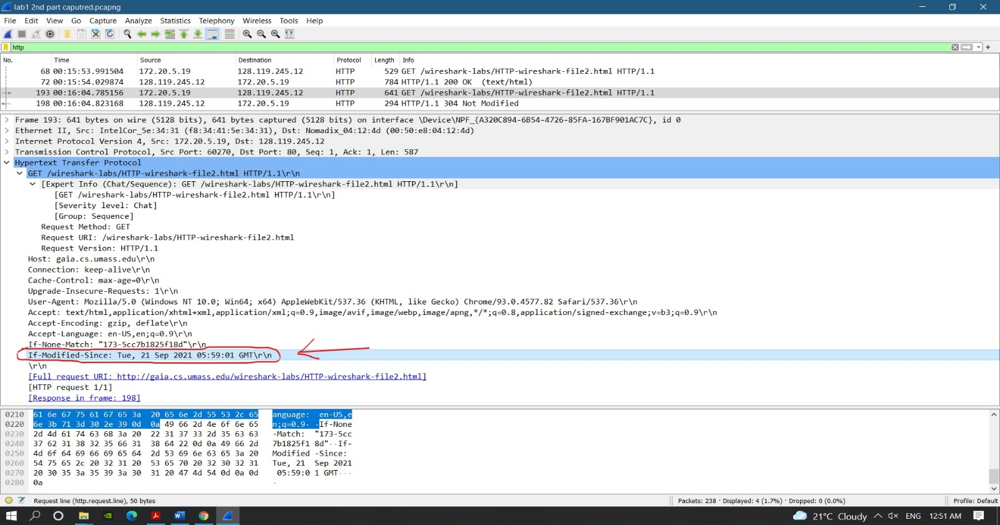 lab1 2nd part caputred.pcapng
File Edit View Go Capture Analyze Statistics Telephony Wireless Tools Help
http
No. Time Source Destination Protocol Length Info
68 00:15:53.991504 172.20.5.19 128.119.245.12 HTTP 529 GET /wireshark-labs/HTTP-wireshark-file2.html HTTP/1.1
72 00:15:54.029874 128.119.245.12 172.20.5.19 HTTP 784 HTTP/1.1 200 OK (text/html)
193 00:16:04.785156 172.20.5.19 128.119.245.12 HTTP 641 GET /wireshark-labs/HTTP-wireshark-file2.html HTTP/1.1
198 00:16:04.823168 128.119.245.12 172.20.5.19 HTTP 294 HTTP/1.1 304 Not Modified
Frame 193: 641 bytes on wire (5128 bits), 641 bytes captured (5128 bits) on interface \Device\NPF_{A320C894-6B54-4726-85FA-167BF901AC7C}, id 0
Ethernet II, Src: IntelCor_5e:34:31 (f8:34:41:5e:34:31), Dst: Nomadix_04:12:4d (00:50:e8:04:12:4d)
Internet Protocol Version 4, Src: 172.20.5.19, Dst: 128.119.245.12
Transmission Control Protocol, Src Port: 60270, Dst Port: 80, Seq: 1, Ack: 1, Len: 587
Hypertext Transfer Protocol
GET /wireshark-labs/HTTP-wireshark-file2.html HTTP/1.1\r\n
[Expert Info (Chat/Sequence): GET /wireshark-labs/HTTP-wireshark-file2.html HTTP/1.1\r\n]
[GET /wireshark-labs/HTTP-wireshark-file2.html HTTP/1.1\r\n]
[Severity level: Chat]
[Group: Sequence]
Request Method: GET
Request URI: /wireshark-labs/HTTP-wireshark-file2.html
Request Version: HTTP/1.1
Host: gaia.cs.umass.edu\r\n
Connection: keep-alive\r\n
Cache-Control: max-age=0\r\n
Upgrade-Insecure-Requests: 1\r\n
User-Agent: Mozilla/5.0 (Windows NT 10.0; Win64; x64) AppleWebKit/537.36 (KHTML, like Gecko) Chrome/93.0.4577.82 Safari/537.36\r\n
Accept: text/html,application/xhtml+xml,application/xml;q=0.9,image/avif,image/webp,image/apng,*/*;q=0.8,application/signed-exchange;v=b3;q=0.9\r\n
Accept-Encoding: gzip, deflate\r\n
Accept-Language: en-US,en;q=0.9\r\n
If-None-Match: "173-5cc7b1825f18d"\r\n
If-Modified-Since: Tue, 21 Sep 2021 05:59:01 GMT\r\n
\r\n
[Full request URI: http://gaia.cs.umass.edu/wireshark-labs/HTTP-wireshark-file2.html]
[HTTP request 1/1]
[Response in frame: 198]
0210 61 6e 67 75 61 67 65 3a 20 65 6e 2d 55 53 2c 65 anguage: en-US,e
0220 6e 3b 71 3d 30 2e 39 0d 0a 49 66 2d 4e 6f 6e 65 n;q=0.9· ·If-None
0230 2d 4d 61 74 63 68 3a 20 22 31 37 33 2d 35 63 63 -Match: "173-5cc
0240 37 62 31 38 32 35 66 31 38 64 22 0d 0a 49 66 2d 7b1825f1 8d"··If-
0250 4d 6f 64 69 66 69 65 64 2d 53 69 6e 63 65 3a 20 Modified -Since:
0260 54 75 65 2c 20 32 31 20 53 65 70 20 32 30 32 31 Tue, 21 Sep 2021
0270 20 30 35 3a 35 39 3a 30 31 20 47 4d 54 0d 0a 0d 05:59:0 1 GMT···
0280 0a ·
Request line (http.request.line), 50 bytes Packets: 238 · Displayed: 4 (1.7%) · Dropped: 0 (0.0%) Profile: Default
21°C Cloudy ENG 12:51 AM